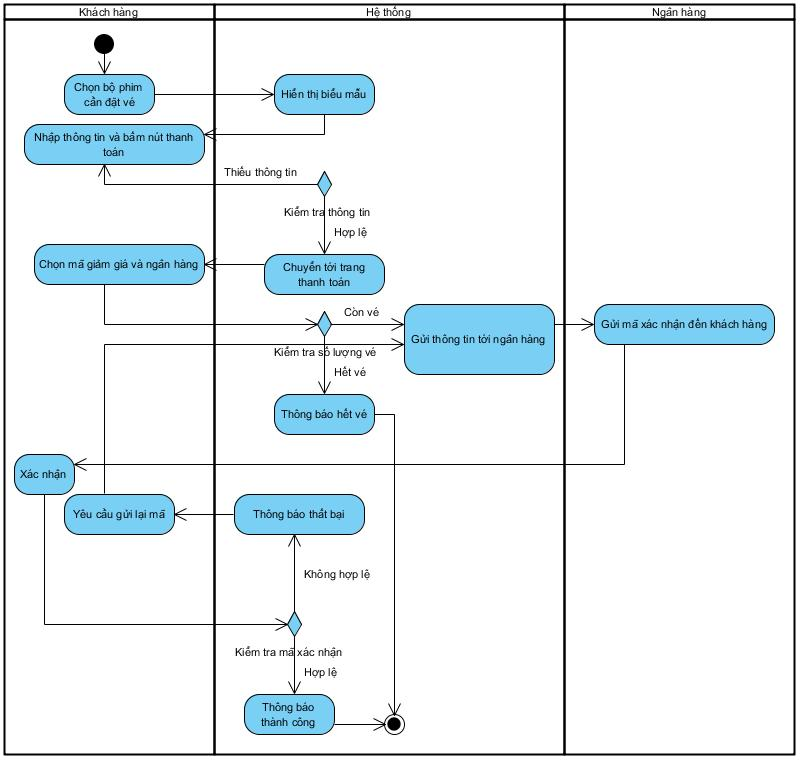 Khách hàng
Hệ thống
Ngân hàng
Chọn bộ phim
cần đặt vé
Hiển thị biểu mẫu
Nhập thông tin và bấm nút thanh
toán
Thiếu thông tin
Kiểm tra thông tin
Hợp lệ
Chọn mã giảm giá và ngân hàng
Chuyển tới trang
thanh toán
Còn vé
Gửi thông tin tới ngân hàng
Gửi mã xác nhận đến khách hàng
Kiểm tra số lượng vé
Hết vé
Thông báo hết vé
Xác nhận
Yêu cầu gửi lại mã
Thông báo thất bại
Không hợp lệ
Kiểm tra mã xác nhận
Hợp lệ
Thông báo
thành công